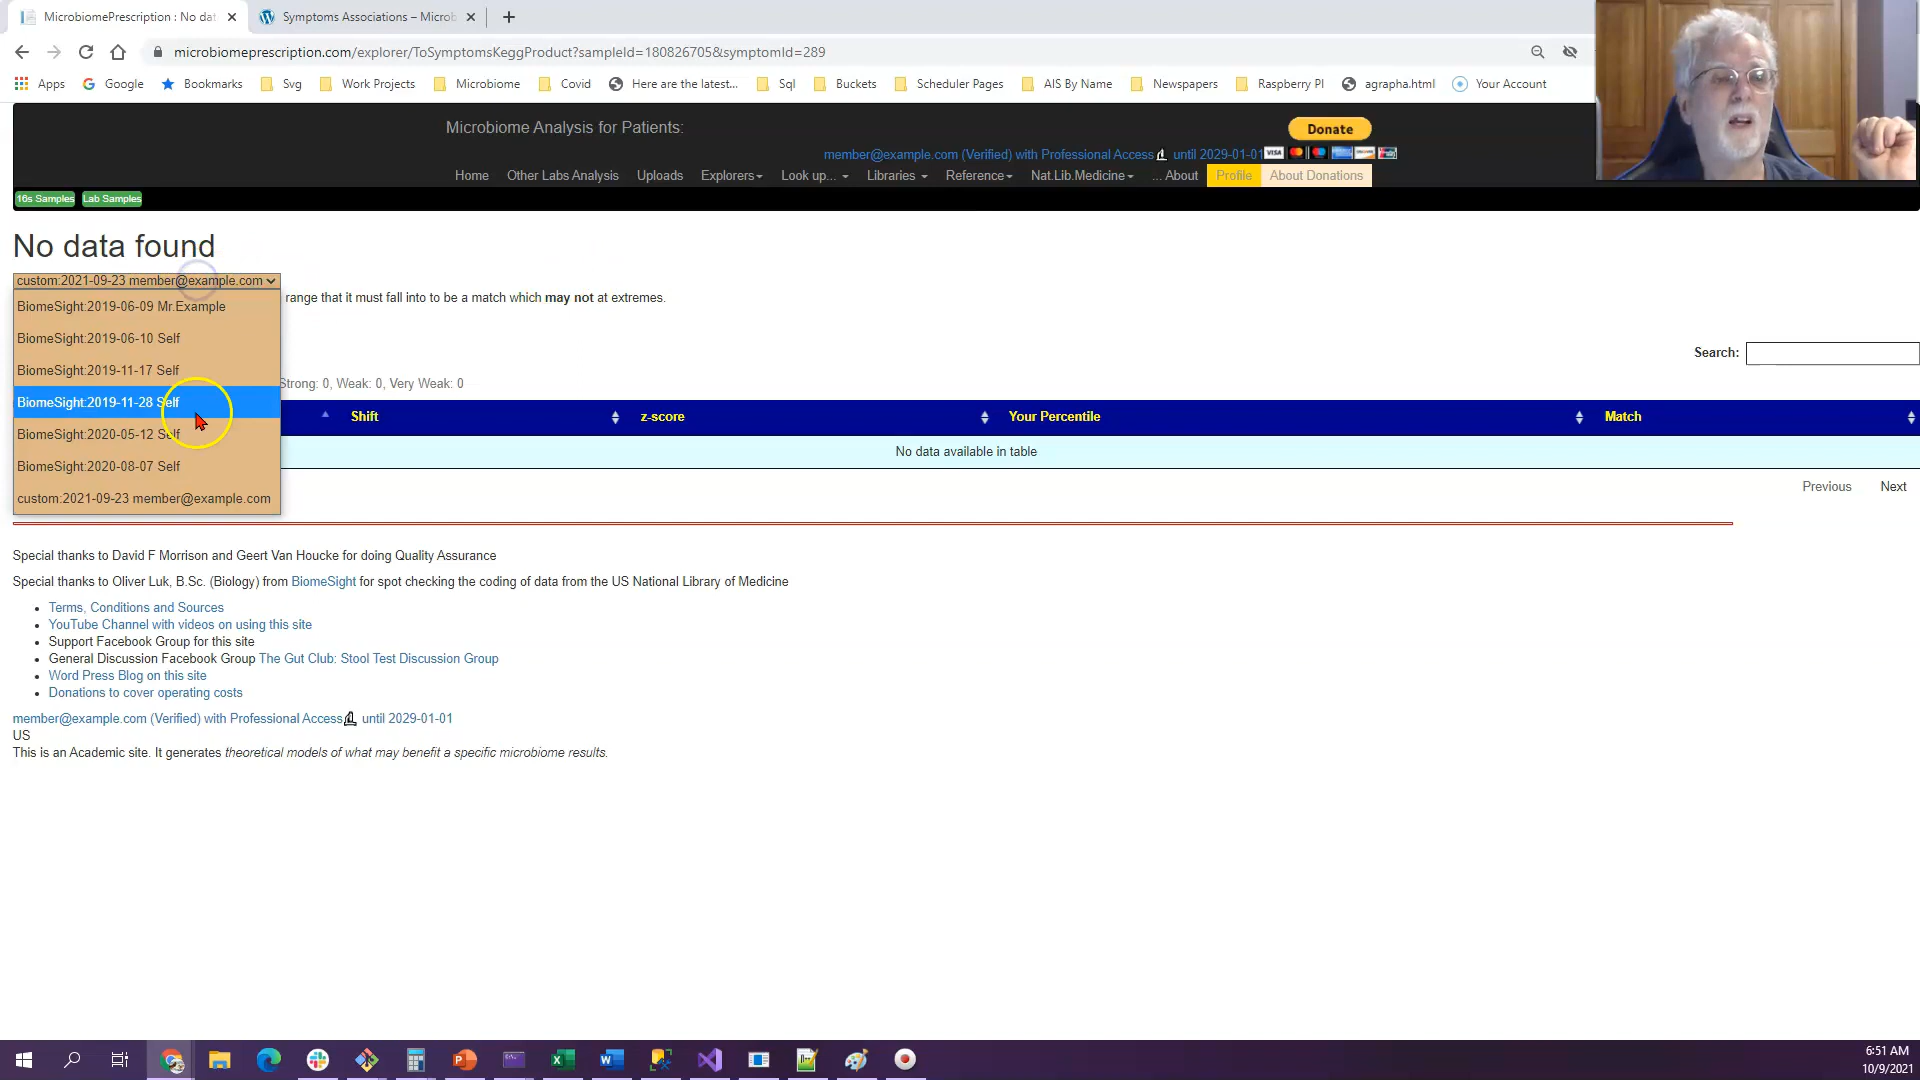 MicrobiomePrescription : No dat
Symptoms Associations – Microb
microbiomeprescription.com/explorer/ToSymptomsKeggProduct?sampleId=180826705&symptomId=289
Apps Google Bookmarks Svg Work Projects Microbiome Covid Here are the latest... Sql Buckets Scheduler Pages AIS By Name Newspapers Raspberry PI agrapha.html Your Account
Microbiome Analysis for Patients:
Donate
member@example.com (Verified) with Professional Access until 2029-01-01 VISA
Home Other Labs Analysis Uploads Explorers Look up... Libraries Reference Nat.Lib.Medicine ... About Profile About Donations
16s Samples Lab Samples
No data found
custom:2021-09-23 member@example.com
range that it must fall into to be a match which may not at extremes.
BiomeSight:2019-06-09 Mr.Example
BiomeSight:2019-06-10 Self
BiomeSight:2019-11-17 Self
BiomeSight:2019-11-28 Self
BiomeSight:2020-05-12 Self
BiomeSight:2020-08-07 Self
custom:2021-09-23 member@example.com
Search:
Strong: 0, Weak: 0, Very Weak: 0
Shift z-score Your Percentile Match
No data available in table
Previous Next
Special thanks to David F Morrison and Geert Van Houcke for doing Quality Assurance
Special thanks to Oliver Luk, B.Sc. (Biology) from BiomeSight for spot checking the coding of data from the US National Library of Medicine
• Terms, Conditions and Sources
• YouTube Channel with videos on using this site
• Support Facebook Group for this site
• General Discussion Facebook Group The Gut Club: Stool Test Discussion Group
• Word Press Blog on this site
• Donations to cover operating costs
member@example.com (Verified) with Professional Access until 2029-01-01
US
This is an Academic site. It generates theoretical models of what may benefit a specific microbiome results.
6:51 AM
10/9/2021